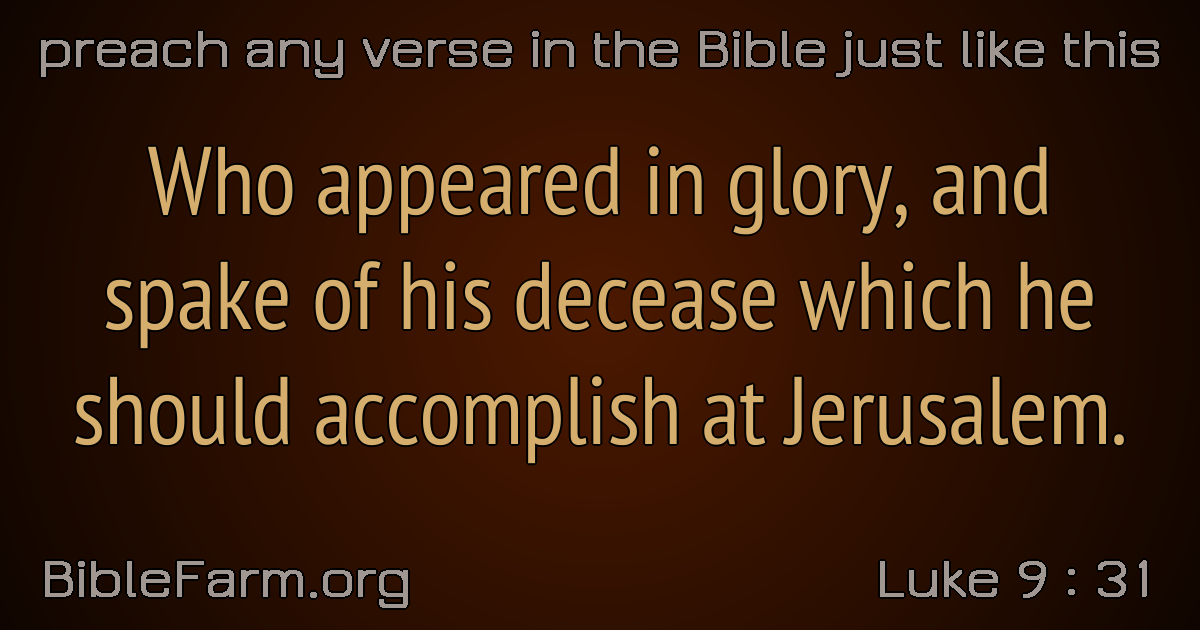 preach any verse in the Bible just like this
Who appeared in glory, and
spake of his decease which he
should accomplish at Jerusalem.
BibleFarm.org
Luke 9 : 31